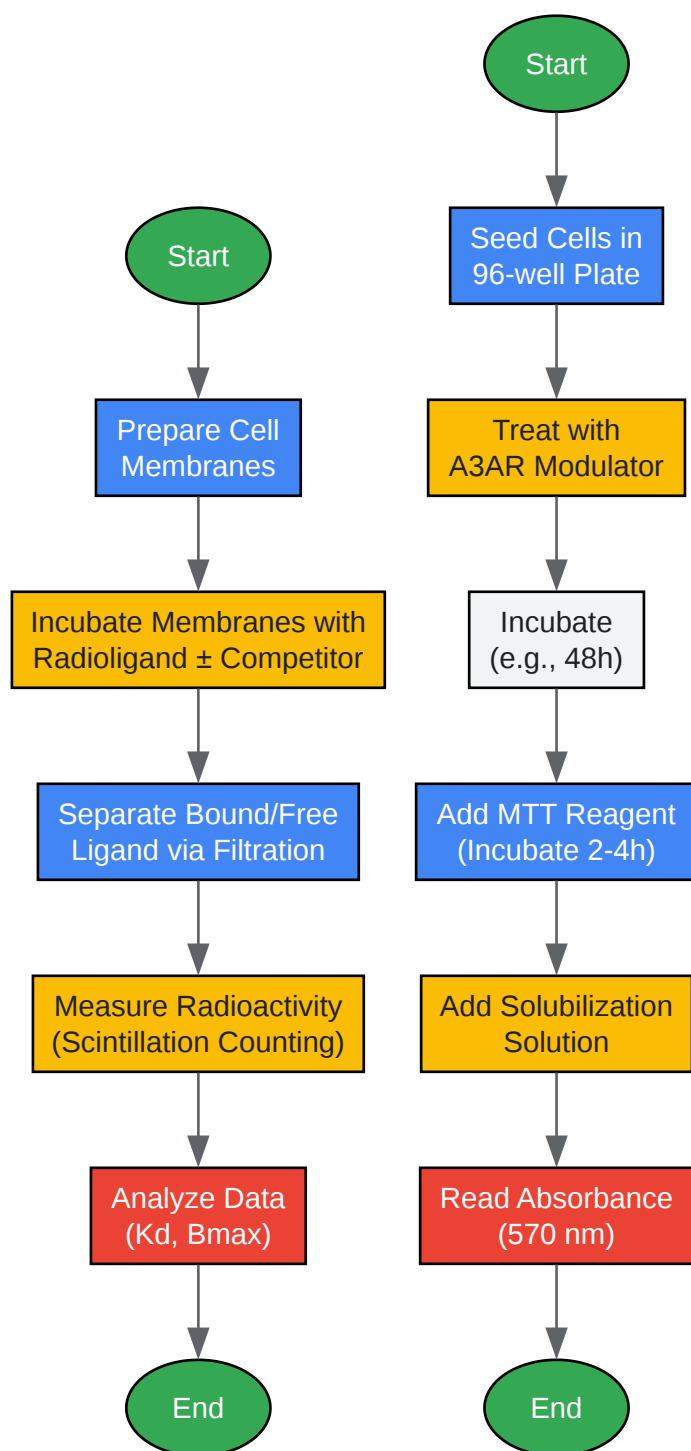 Start
Prepare Cell
Membranes
Incubate Membranes with
Radioligand ± Competitor
Separate Bound/Free
Ligand via Filtration
Measure Radioactivity
(Scintillation Counting)
Analyze Data
(Kd, Bmax)
End
Start
Seed Cells in
96-well Plate
Treat with
A3AR Modulator
Incubate
(e.g., 48h)
Add MTT Reagent
(Incubate 2-4h)
Add Solubilization
Solution
Read Absorbance
(570 nm)
End